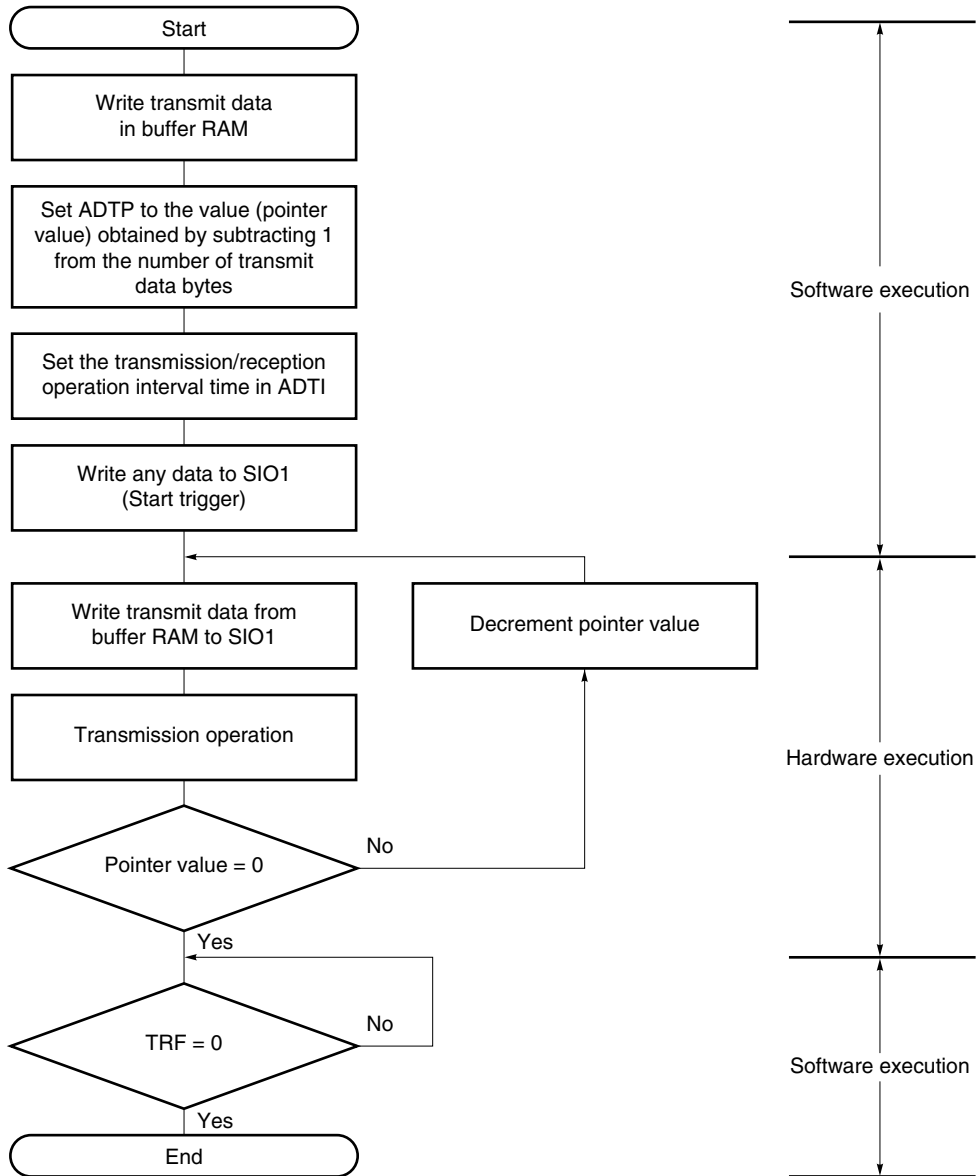 Start
Write transmit data
in buffer RAM
Set ADTP to the value (pointer
value) obtained by subtracting 1
from the number of transmit
data bytes
Set the transmission/reception
operation interval time in ADTI
Write any data to SIO1
(Start trigger)
Software execution
Write transmit data from
buffer RAM to SIO1
Decrement pointer value
Transmission operation
Hardware execution
Pointer value = 0
No
Yes
TRF = 0
No
Yes
Software execution
End